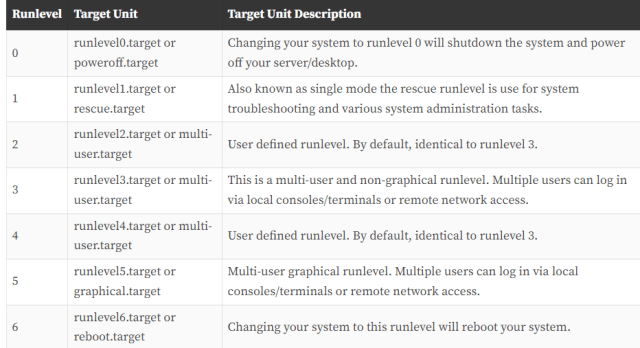 Runlevel Target Unit Target Unit Description
0 runlevel0.target or poweroff.target Changing your system to runlevel 0 will shutdown the system and power off your server/desktop.
1 runlevel1.target or rescue.target Also known as single mode the rescue runlevel is use for system troubleshooting and various system administration tasks.
2 runlevel2.target or multi-user.target User defined runlevel. By default, identical to runlevel 3.
3 runlevel3.target or multi-user.target This is a multi-user and non-graphical runlevel. Multiple users can log in via local consoles/terminals or remote network access.
4 runlevel4.target or multi-user.target User defined runlevel. By default, identical to runlevel 3.
5 runlevel5.target or graphical.target Multi-user graphical runlevel. Multiple users can log in via local consoles/terminals or remote network access.
6 runlevel6.target or reboot.target Changing your system to this runlevel will reboot your system.